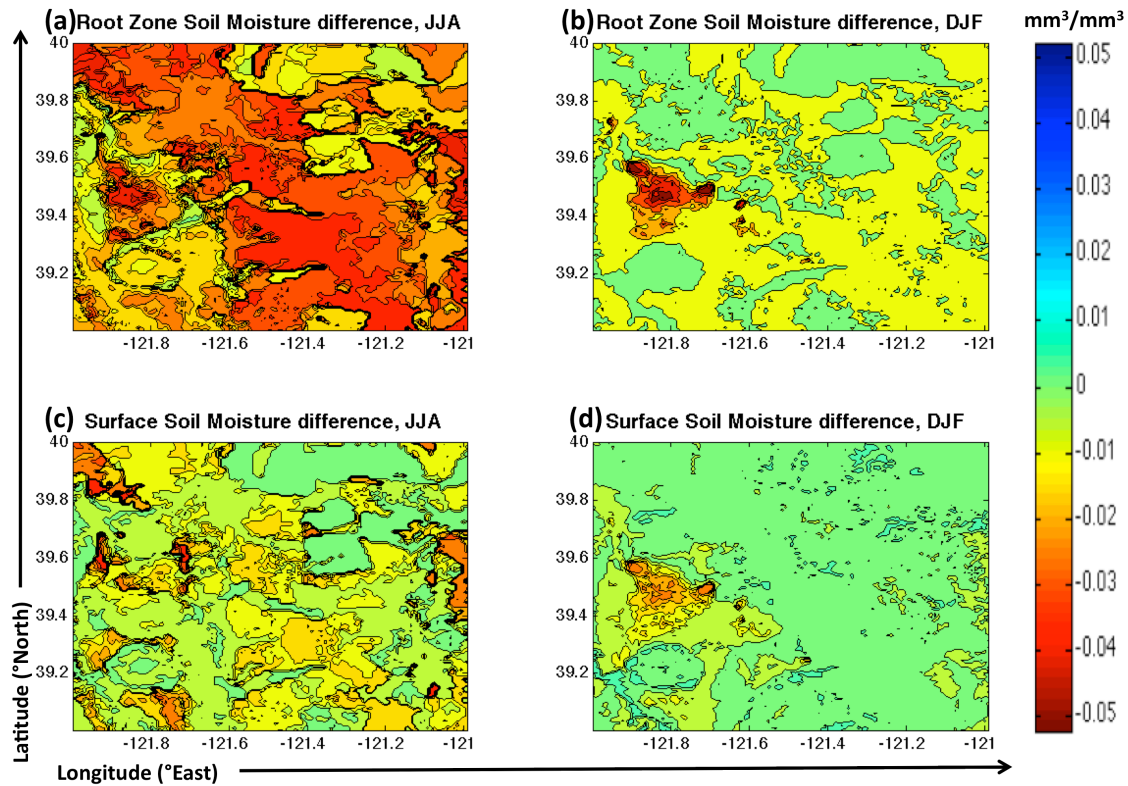 (a) Root Zone Soil Moisture difference, JJA
40
39.8
39.6
39.4
39.2
-121.8 -121.6 -121.4 -121.2 -121
(b) Root Zone Soil Moisture difference, DJF
40
39.8
39.6
39.4
39.2
-121.8 -121.6 -121.4 -121.2 -121
mm³/mm³
0.05
0.04
0.03
0.02
0.01
0
-0.01
-0.02
-0.03
-0.04
-0.05
(c) Surface Soil Moisture difference, JJA
40
39.8
39.6
39.4
39.2
-121.8 -121.6 -121.4 -121.2 -121
(d) Surface Soil Moisture difference, DJF
40
39.8
39.6
39.4
39.2
-121.8 -121.6 -121.4 -121.2 -121
Latitude (°North)
Longitude (°East)